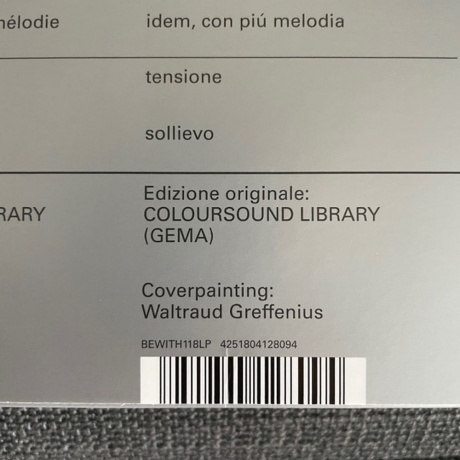 mélodie idem, con piú melodia
tensione
sollievo
Edizione originale:
RARY COLOURSOUND LIBRARY
(GEMA)
Coverpainting:
Waltraud Greffenius
BEWITH118LP 4251804128094